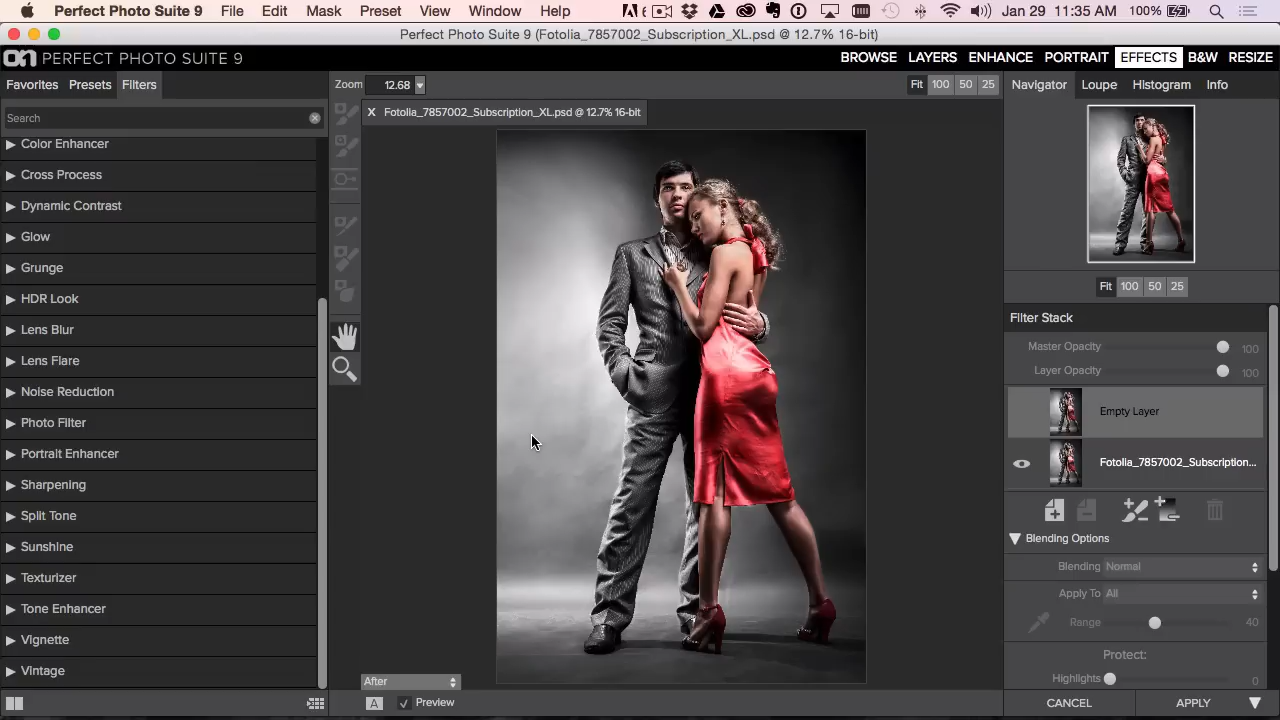 Perfect Photo Suite 9 File Edit Mask Preset View Window Help Jan 29 11:35 AM 100%
Perfect Photo Suite 9 (Fotolia_7857002_Subscription_XL.psd @ 12.7% 16-bit)
on PERFECT PHOTO SUITE 9 BROWSE LAYERS ENHANCE PORTRAIT EFFECTS B&W RESIZE
Favorites Presets Filters
Zoom 12.68
Fit 100 50 25
Navigator Loupe Histogram Info
Search
X Fotolia_7857002_Subscription_XL.psd @ 12.7% 16-bit
Color Enhancer
Cross Process
Dynamic Contrast
Glow
Grunge
HDR Look
Lens Blur
Lens Flare
Noise Reduction
Photo Filter
Portrait Enhancer
Sharpening
Split Tone
Sunshine
Texturizer
Tone Enhancer
Vignette
Vintage
After
A Preview
Fit 100 50 25
Filter Stack
Master Opacity 100
Layer Opacity 100
Empty Layer
Fotolia_7857002_Subscription...
Blending Options
Blending Normal
Apply To All
Range 40
Protect:
Highlights 0
CANCEL APPLY